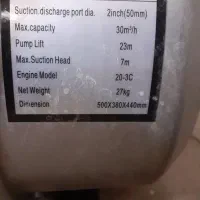 Suction.discharge port dia. 2inch(50mm)
Max.capacity 30m³/h
Pump Lift 23m
Max.Suction Head 7m
Engine Model 20-3C
Net Weight 27kg
Dimension 500X380X440mm